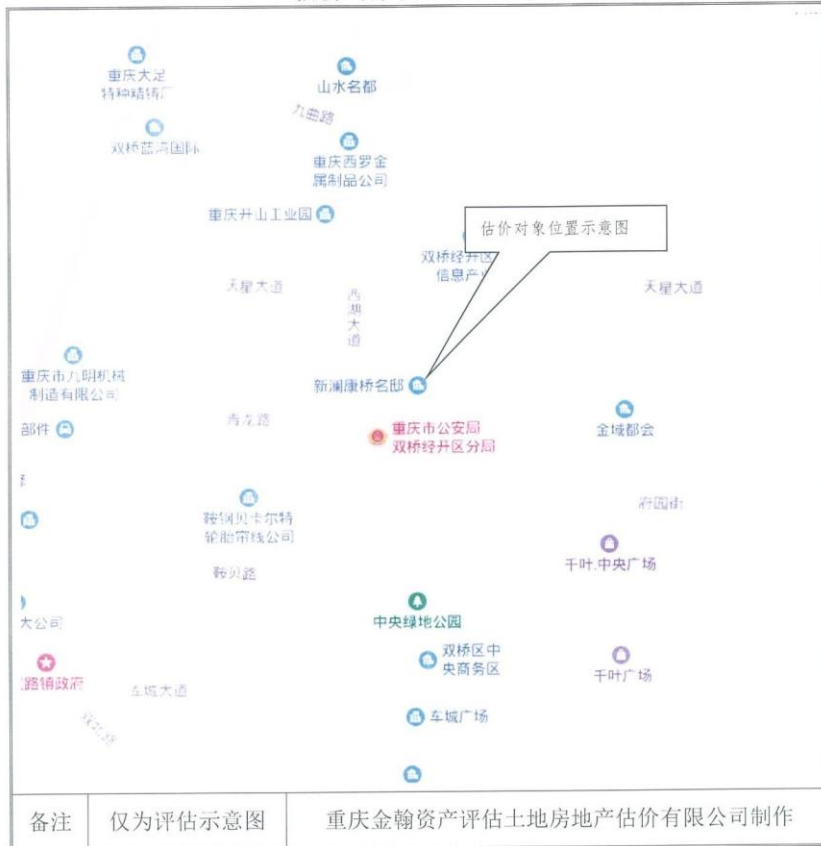 重庆大足
特种精铸厂
山水名都
九曲路
双桥蓝湾国际
重庆西罗金
属制品公司
重庆开山工业园
估价对象位置示意图
双桥经开区
信息产业
天星大道
西湖大道
天星大道
重庆市九明机械
制造有限公司
新澜康桥名邸
青龙路
部件
重庆市公安局
双桥经开区分局
金域都会
鞍钢贝卡尔特
轮胎帘线公司
府园街
鞍贝路
千叶.中央广场
大公司
中央绿地公园
双桥区中
央商务区
千叶广场
路镇政府
车城大道
车城广场
备注
仅为评估示意图
重庆金翰资产评估土地房地产估价有限公司制作